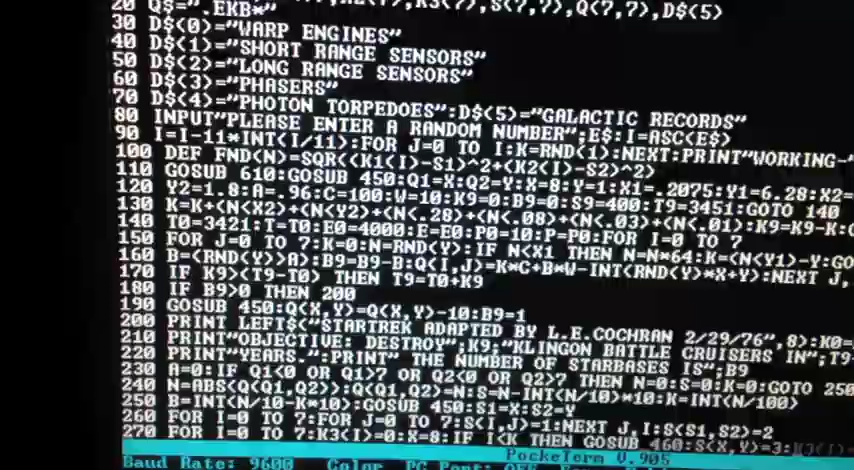 20 Q$=".EKB*" ,K3(7),S(7,7),Q(7,7),D$(5)
30 D$(0)="WARP ENGINES"
40 D$(1)="SHORT RANGE SENSORS"
50 D$(2)="LONG RANGE SENSORS"
60 D$(3)="PHASERS"
70 D$(4)="PHOTON TORPEDOES":D$(5)="GALACTIC RECORDS"
80 INPUT"PLEASE ENTER A RANDOM NUMBER";E$:I=ASC(E$)
90 I=I-11*INT(I/11):FOR J=0 TO I:K=RND(1):NEXT:PRINT"WORKING-
100 DEF FND(N)=SQR((K1(I)-S1)^2+(K2(I)-S2)^2)
110 GOSUB 610:GOSUB 450:Q1=X:Q2=Y:X=8:Y=1:X1=.2075:Y1=6.28:X2=
120 Y2=1.8:A=.96:C=100:W=10:K9=0:B9=0:S9=400:T9=3451:GOTO 140
130 K=K+(N<X2)+(N<Y2)+(N<.28)+(N<.08)+(N<.03)+(N<.01):K9=K9-K:
140 T0=3421:T=T0:E0=4000:E=E0:P0=10:P=P0:FOR I=0 TO 7
150 FOR J=0 TO 7:K=0:N=RND(Y):IF N<X1 THEN N=N*64:K=(N<Y1)-Y:GO
160 B=(RND(Y)>A):B9=B9-B:Q(I,J)=K*C+B*W-INT(RND(Y)*X+Y):NEXT J,
170 IF K9>(T9-T0) THEN T9=T0+K9
180 IF B9>0 THEN 200
190 GOSUB 450:Q(X,Y)=Q(X,Y)-10:B9=1
200 PRINT LEFT$("STARTREK ADAPTED BY L.E.COCHRAN 2/29/76",8):K0=
210 PRINT"OBJECTIVE: DESTROY";K9;"KLINGON BATTLE CRUISERS IN";T9-
220 PRINT"YEARS.":PRINT" THE NUMBER OF STARBASES IS";B9
230 A=0:IF Q1<0 OR Q1>7 OR Q2<0 OR Q2>7 THEN N=0:S=0:K=0:GOTO 250
240 N=ABS(Q(Q1,Q2)):Q(Q1,Q2)=N:S=N-INT(N/10)*10:K=INT(N/100)
250 B=INT(N/10-K*10):GOSUB 450:S1=X:S2=Y
260 FOR I=0 TO 7:FOR J=0 TO 7:S(I,J)=1:NEXT J,I:S(S1,S2)=2
270 FOR I=0 TO 7:K3(I)=0:X=8:IF I<K THEN GOSUB 460:S(X,Y)=3:K3(I)=
PockeTerm V.905
Baud Rate: 9600 Color PC Port: OFF